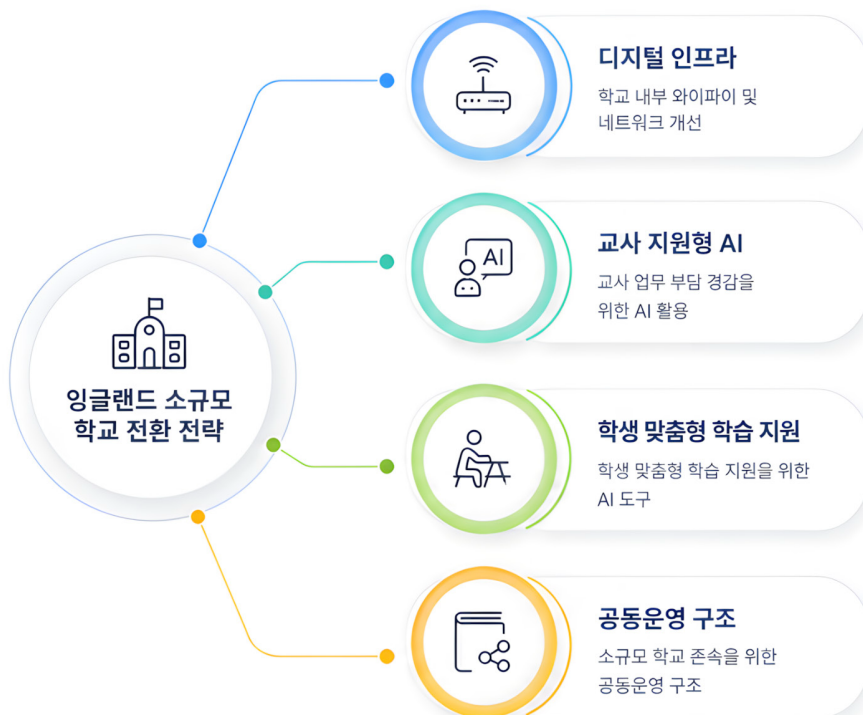 디지털 인프라
학교 내부 와이파이 및
네트워크 개선
AI
교사 지원형 AI
교사 업무 부담 경감을
위한 AI 활용
잉글랜드 소규모
학교 전환 전략
학생 맞춤형 학습 지원
학생 맞춤형 학습 지원을 위한
AI 도구
공동운영 구조
소규모 학교 존속을 위한
공동운영 구조